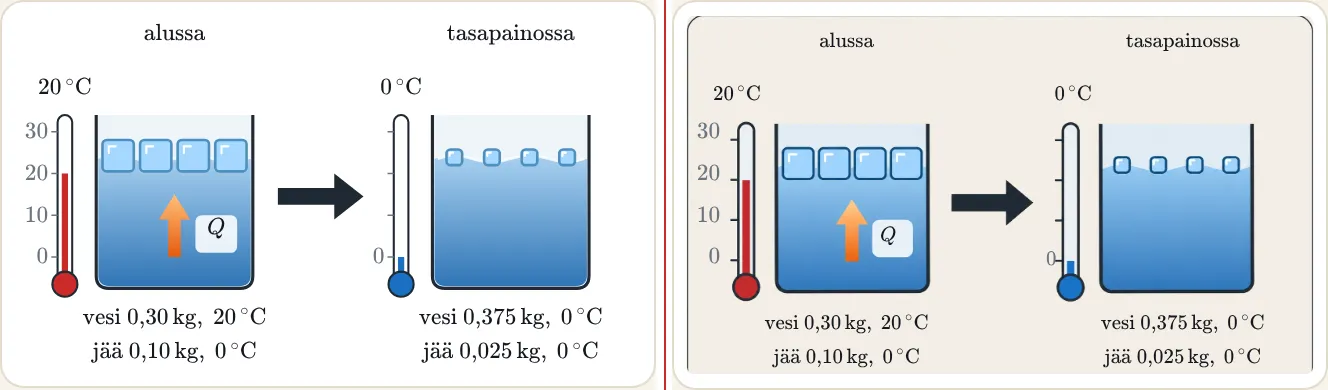 alussa
tasapainossa
20 °C
0 °C
30
20
10
0
Q
0
vesi 0,30 kg, 20 °C
jää 0,10 kg, 0 °C
vesi 0,375 kg, 0 °C
jää 0,025 kg, 0 °C
alussa
tasapainossa
20 °C
0 °C
30
20
10
0
Q
0
vesi 0,30 kg, 20 °C
jää 0,10 kg, 0 °C
vesi 0,375 kg, 0 °C
jää 0,025 kg, 0 °C